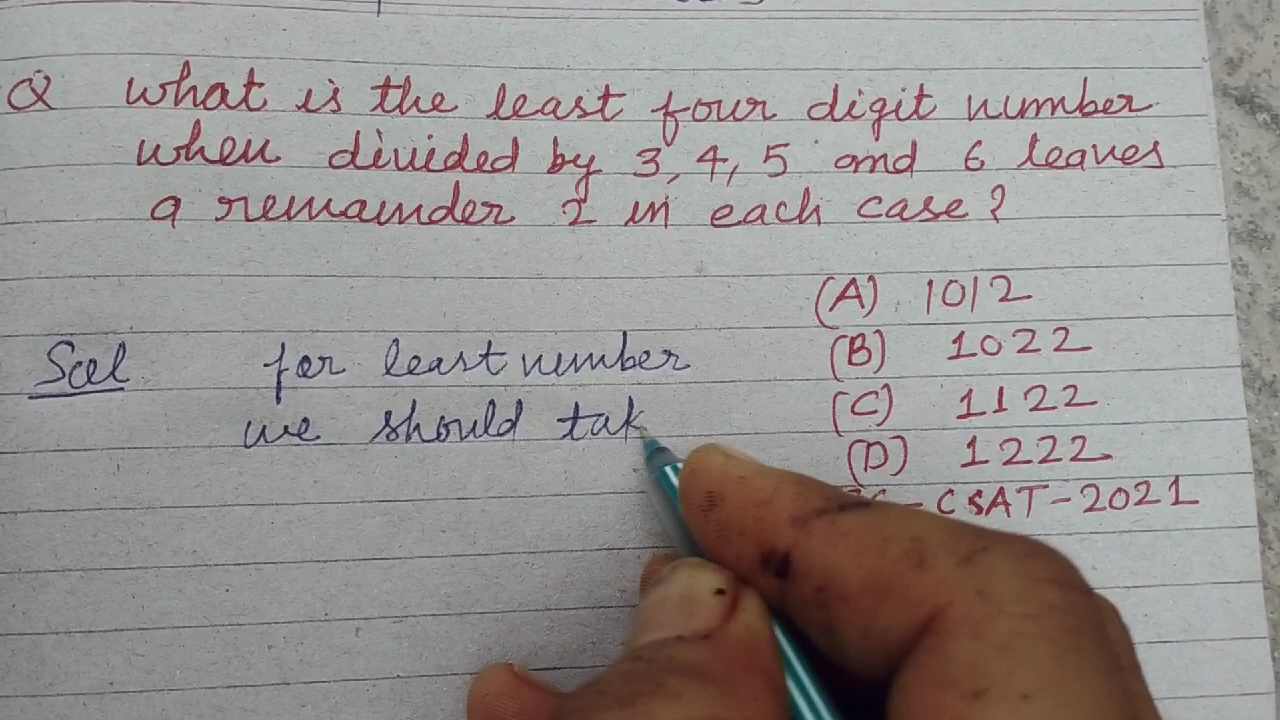 Q what is the least four digit number
when divided by 3, 4, 5 and 6 leaves
a remainder 2 in each case?
(A) 1012
(B) 1022
(C) 1122
(D) 1222
- CSAT-2021
Sol for least number
we should tak